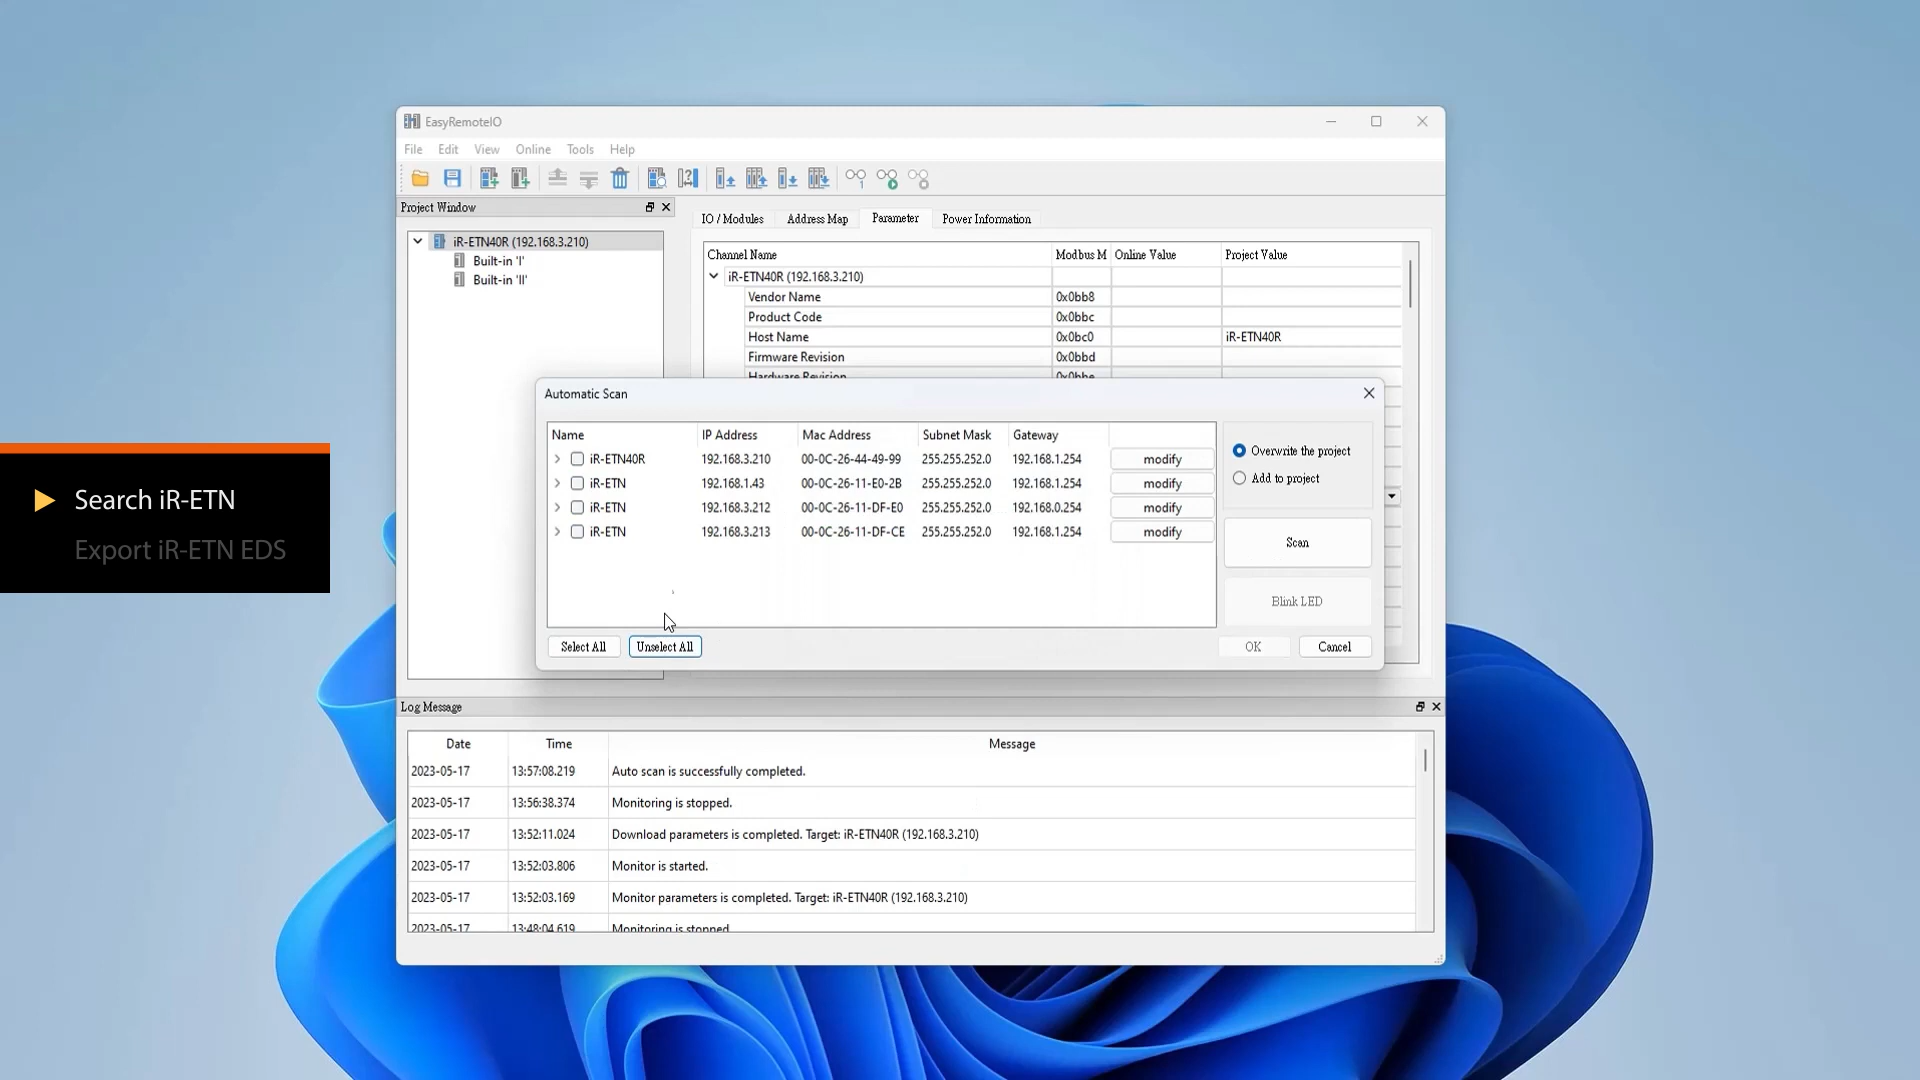 EasyRemoteIO
File Edit View Online Tools Help
Project Window
IO / Modules Address Map Parameter Power Information
iR-ETN40R (192.168.3.210)
Built-in 'I'
Built-in 'II'
Channel Name Modbus M Online Value Project Value
iR-ETN40R (192.168.3.210)
Vendor Name 0x0bb8
Product Code 0x0bbc
Host Name 0x0bc0 iR-ETN40R
Firmware Revision 0x0bbd
Hardware Revision 0x0bbe
Automatic Scan
Name IP Address Mac Address Subnet Mask Gateway
iR-ETN40R 192.168.3.210 00-0C-26-44-49-99 255.255.252.0 192.168.1.254 modify
iR-ETN 192.168.1.43 00-0C-26-11-E0-2B 255.255.252.0 192.168.1.254 modify
iR-ETN 192.168.3.212 00-0C-26-11-DF-E0 255.255.252.0 192.168.0.254 modify
iR-ETN 192.168.3.213 00-0C-26-11-DF-CE 255.255.252.0 192.168.1.254 modify
Overwrite the project
Add to project
Scan
Blink LED
Select All Unselect All OK Cancel
Search iR-ETN
Export iR-ETN EDS
Log Message
Date Time Message
2023-05-17 13:57:08.219 Auto scan is successfully completed.
2023-05-17 13:56:38.374 Monitoring is stopped.
2023-05-17 13:52:11.024 Download parameters is completed. Target: iR-ETN40R (192.168.3.210)
2023-05-17 13:52:03.806 Monitor is started.
2023-05-17 13:52:03.169 Monitor parameters is completed. Target: iR-ETN40R (192.168.3.210)
2023-05-17 13:48:04.619 Monitoring is stopped.